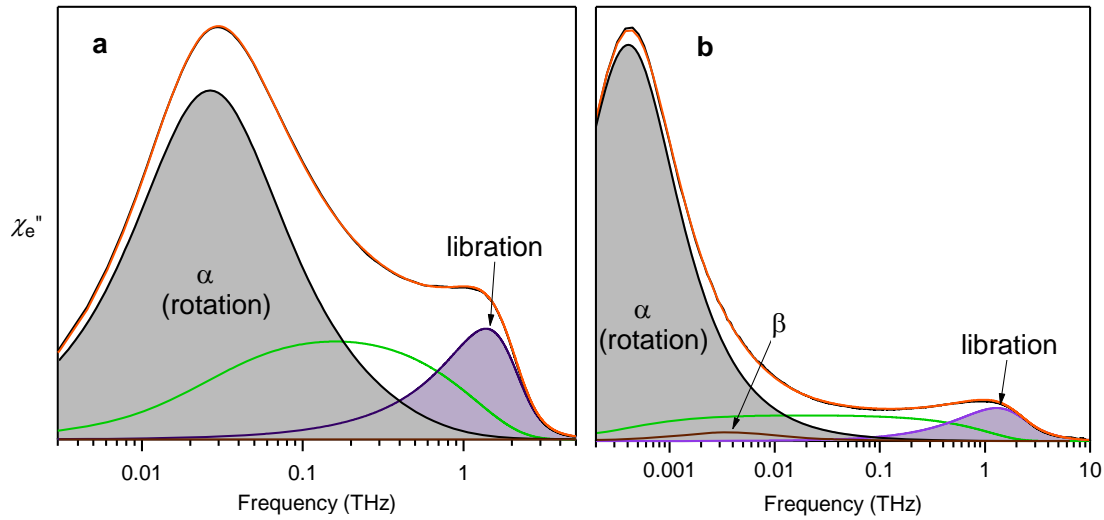 a
χe"
α
(rotation)
libration
0.01
0.1
1
Frequency (THz)
b
α
(rotation)
β
libration
0.001
0.01
0.1
1
10
Frequency (THz)